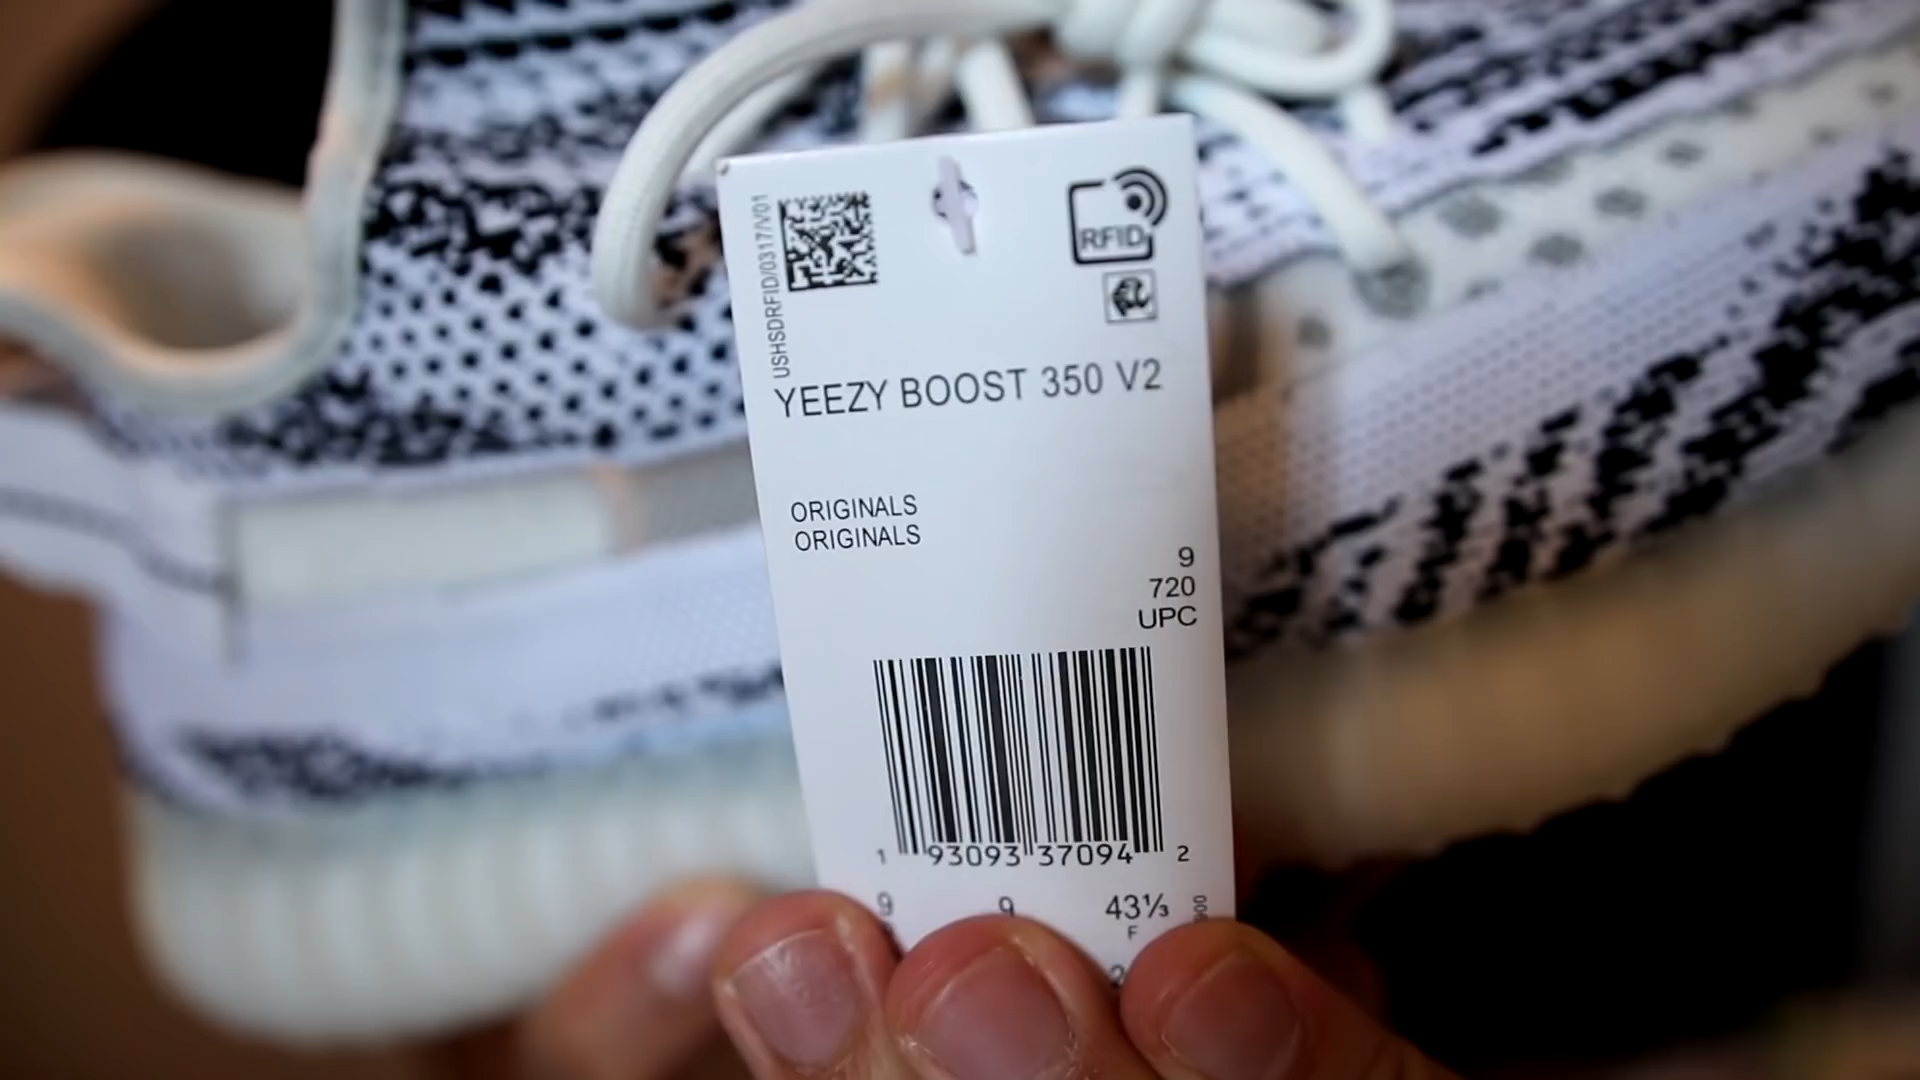 USHSDRFID/0317/V01
RFID
YEEZY BOOST 350 V2
ORIGINALS
ORIGINALS
9
720
UPC
1 93093 37094 2
9 9 43⅓
F